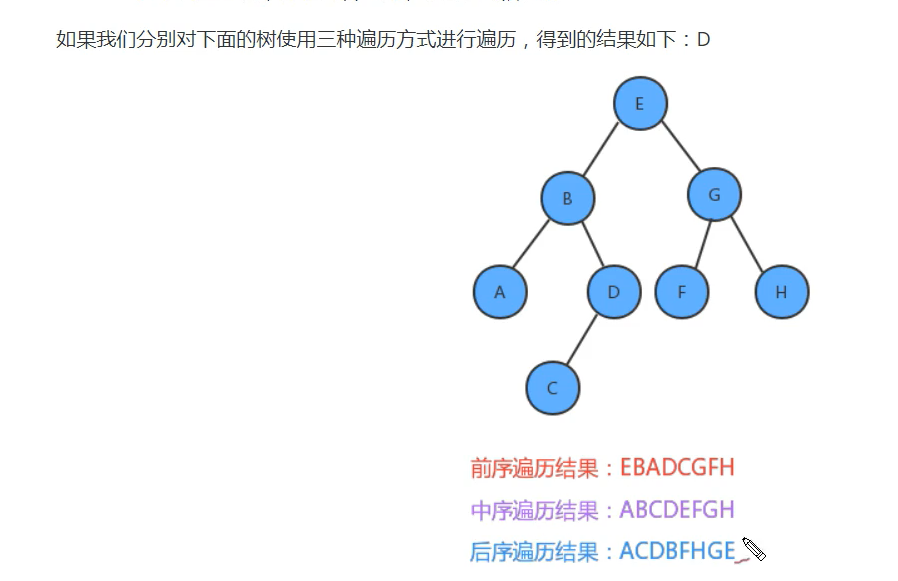 如果我们分别对下面的树使用三种遍历方式进行遍历，得到的结果如下：D
E
B
G
A
D
F
H
C
前序遍历结果：EBADCGFH
中序遍历结果：ABCDEFGH
后序遍历结果：ACDBFHGE